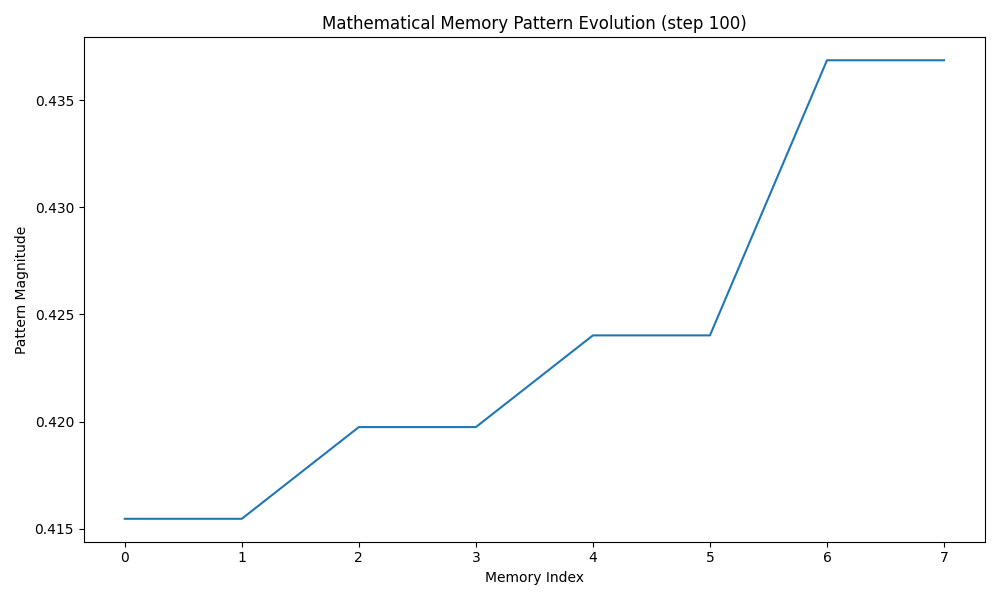 Mathematical Memory Pattern Evolution (step 100)
Pattern Magnitude
0.435
0.430
0.425
0.420
0.415
0 1 2 3 4 5 6 7
Memory Index